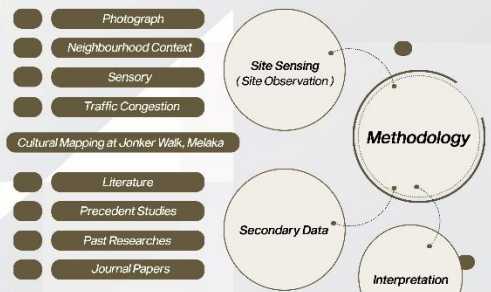 Photograph
Neighbourhood Context
Sensory
Traffic Congestion
Cultural Mapping at Jonker Walk, Melaka
Literature
Precedent Studies
Past Researches
Journal Papers
Site Sensing
( Site Observation )
Secondary Data
Methodology
Interpretation